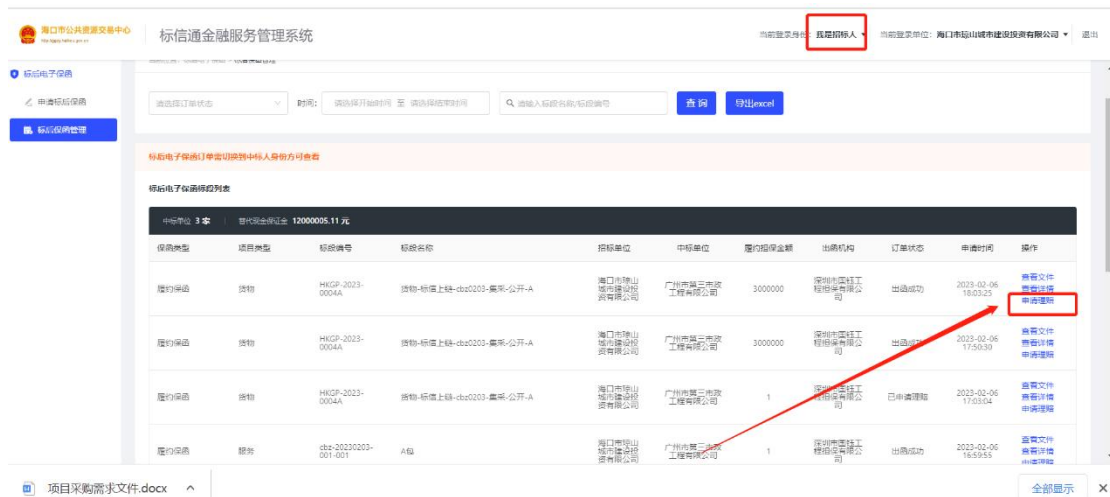 海口市公共资源交易中心
标信通金融服务管理系统
当前登录身份：我是招标人
当前登录单位：海口市琼山城市建设投资有限公司
退出
标后电子保函
申请标后保函
标后保函管理
请选择订单状态
时间：
请选择开始时间 至 请选择结束时间
请输入标段名称/标段编号
查 询
导出excel
标后电子保函订单需切换到中标人身份方可查看
标后电子保函标段列表
中标单位 3 家
替代现金保证金 12000005.11 元
保函类型 项目类型 标段编号 标段名称 招标单位 中标单位 履约担保金额 出函机构 订单状态 申请时间 操作
海口市琼山 深圳市国钰工 查看文件
履约保函 货物 HKGP-2023- 货物-标信上链-cbz0203-集采-公开-A 城市建设投 广州市第三市政 3000000 程担保有限公 出函成功 2023-02-06 查看详情
0004A 资有限公司 工程有限公司 司 18:03:25 申请理赔
海口市琼山 深圳市国钰工 查看文件
履约保函 货物 HKGP-2023- 货物-标信上链-cbz0203-集采-公开-A 城市建设投 广州市第三市政 3000000 程担保有限公 出函成功 2023-02-06 查看详情
0004A 资有限公司 工程有限公司 司 17:50:30 申请理赔
海口市琼山 深圳市国钰工 查看文件
履约保函 货物 HKGP-2023- 货物-标信上链-cbz0203-集采-公开-A 城市建设投 广州市第三市政 1 程担保有限公 已申请理赔 2023-02-06 查看详情
0004A 资有限公司 工程有限公司 司 17:03:04 申请理赔
海口市琼山 深圳市国钰工 查看文件
履约保函 服务 cbz-20230203- A包 城市建设投 广州市第三市政 1 程担保有限公 出函成功 2023-02-06 查看详情
001-001 资有限公司 工程有限公司 司 16:59:55 申请理赔
项目采购需求文件.docx
全部显示